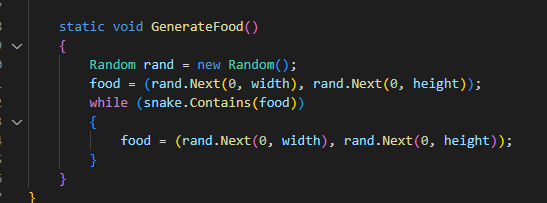 static void GenerateFood()
{
Random rand = new Random();
food = (rand.Next(0, width), rand.Next(0, height));
while (snake.Contains(food))
{
food = (rand.Next(0, width), rand.Next(0, height));
}
}
}